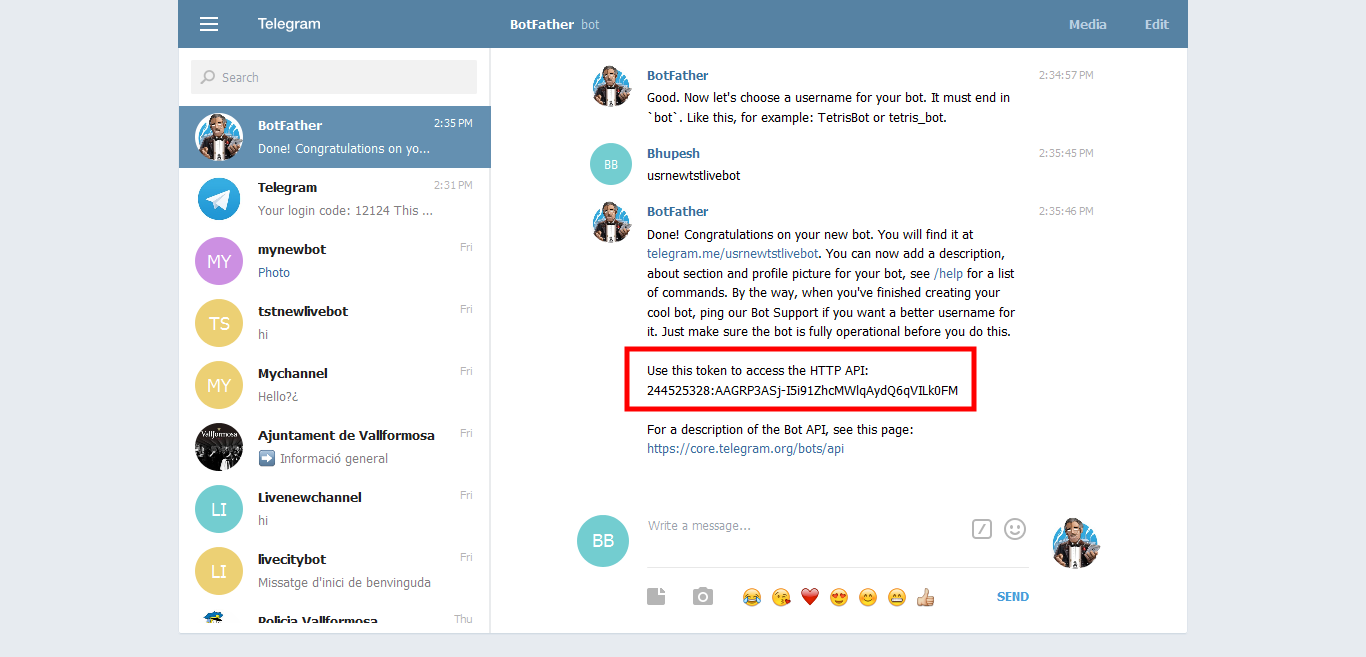 Telegram
BotFather bot
Media
Edit
Search
BotFather 2:35 PM
Done! Congratulations on yo...
Telegram 2:31 PM
Your login code: 12124 This ...
MY
mynewbot Fri
Photo
TS
tstnewlivebot Fri
hi
MY
Mychannel Fri
Hello?¿
Vallformosa
Ajuntament de Vallformosa Fri
Informació general
LI
Livenewchannel Fri
hi
LI
livecitybot Fri
Missatge d'inici de benvinguda
Policia Vallformosa Thu
BotFather 2:34:57 PM
Good. Now let's choose a username for your bot. It must end in
`bot`. Like this, for example: TetrisBot or tetris_bot.
BB
Bhupesh 2:35:45 PM
usrnewtstlivebot
BotFather 2:35:46 PM
Done! Congratulations on your new bot. You will find it at
telegram.me/usrnewtstlivebot. You can now add a description,
about section and profile picture for your bot, see /help for a list
of commands. By the way, when you've finished creating your
cool bot, ping our Bot Support if you want a better username for
it. Just make sure the bot is fully operational before you do this.
Use this token to access the HTTP API:
244525328:AAGRP3ASj-I5i91ZhcMWlqAydQ6qVILk0FM
For a description of the Bot API, see this page:
https://core.telegram.org/bots/api
BB
Write a message...
SEND